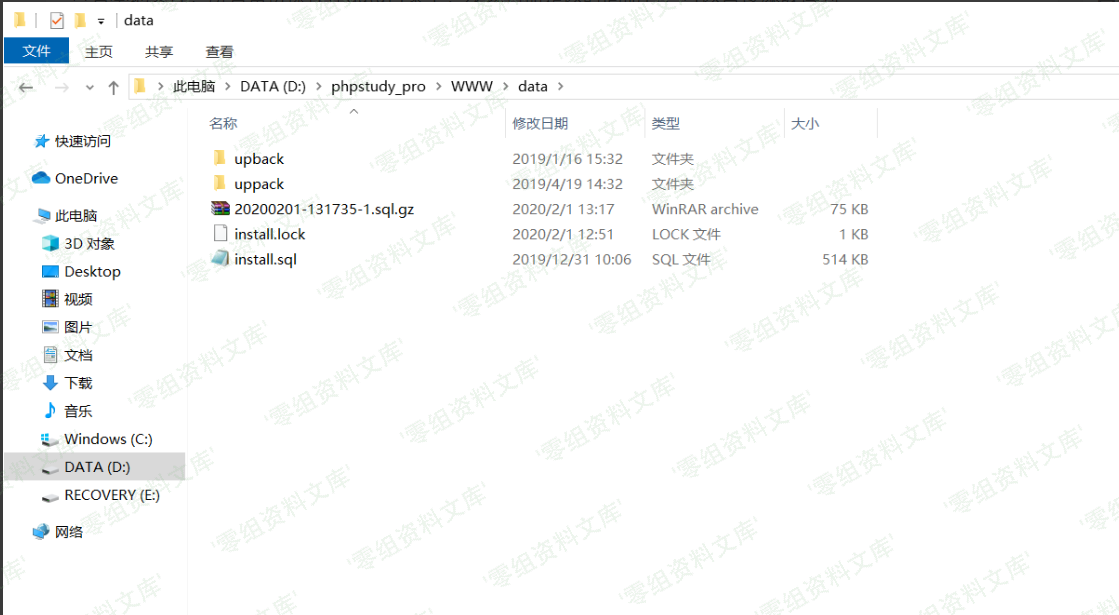 data
文件 主页 共享 查看
此电脑 DATA (D:) phpstudy_pro WWW data
名称 修改日期 类型 大小
快速访问
OneDrive
此电脑
3D 对象
Desktop
视频
图片
文档
下载
音乐
Windows (C:)
DATA (D:)
RECOVERY (E:)
网络
upback 2019/1/16 15:32 文件夹
uppack 2019/4/19 14:32 文件夹
20200201-131735-1.sql.gz 2020/2/1 13:17 WinRAR archive 75 KB
install.lock 2020/2/1 12:51 LOCK 文件 1 KB
install.sql 2019/12/31 10:06 SQL 文件 514 KB
'零组资料文库'